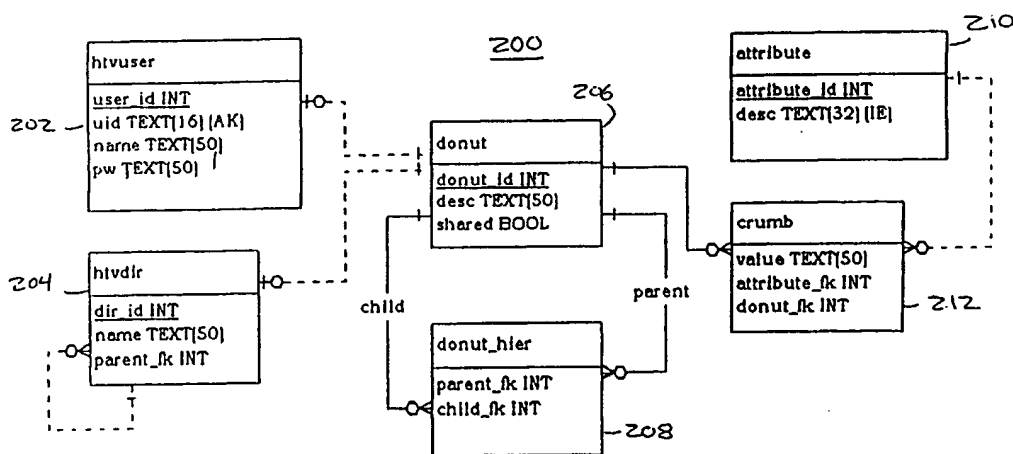 200
202
htvuser
user_id INT
uid TEXT(16) (AK)
name TEXT(50)
pw TEXT(50)
204
htvdir
dir_id INT
name TEXT(50)
parent_fk INT
206
donut
donut_id INT
desc TEXT(50)
shared BOOL
child
parent
donut_hier
parent_fk INT
child_fk INT
208
210
attribute
attribute_id INT
desc TEXT(32) (IE)
crumb
value TEXT(50)
attribute_fk INT
donut_fk INT
212